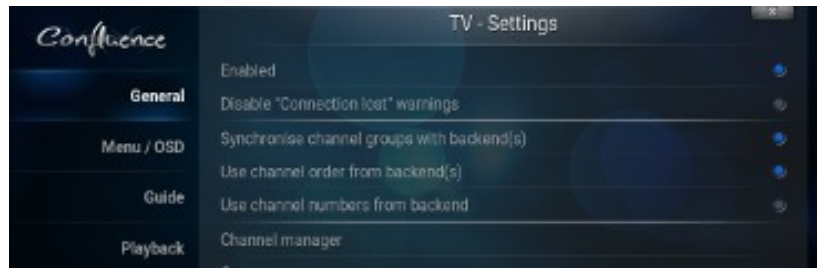 TV - Settings
Confluence
General
Menu / OSD
Guide
Playback
Enabled
Disable "Connection lost" warnings
Synchronise channel groups with backend(s)
Use channel order from backend(s)
Use channel numbers from backend
Channel manager